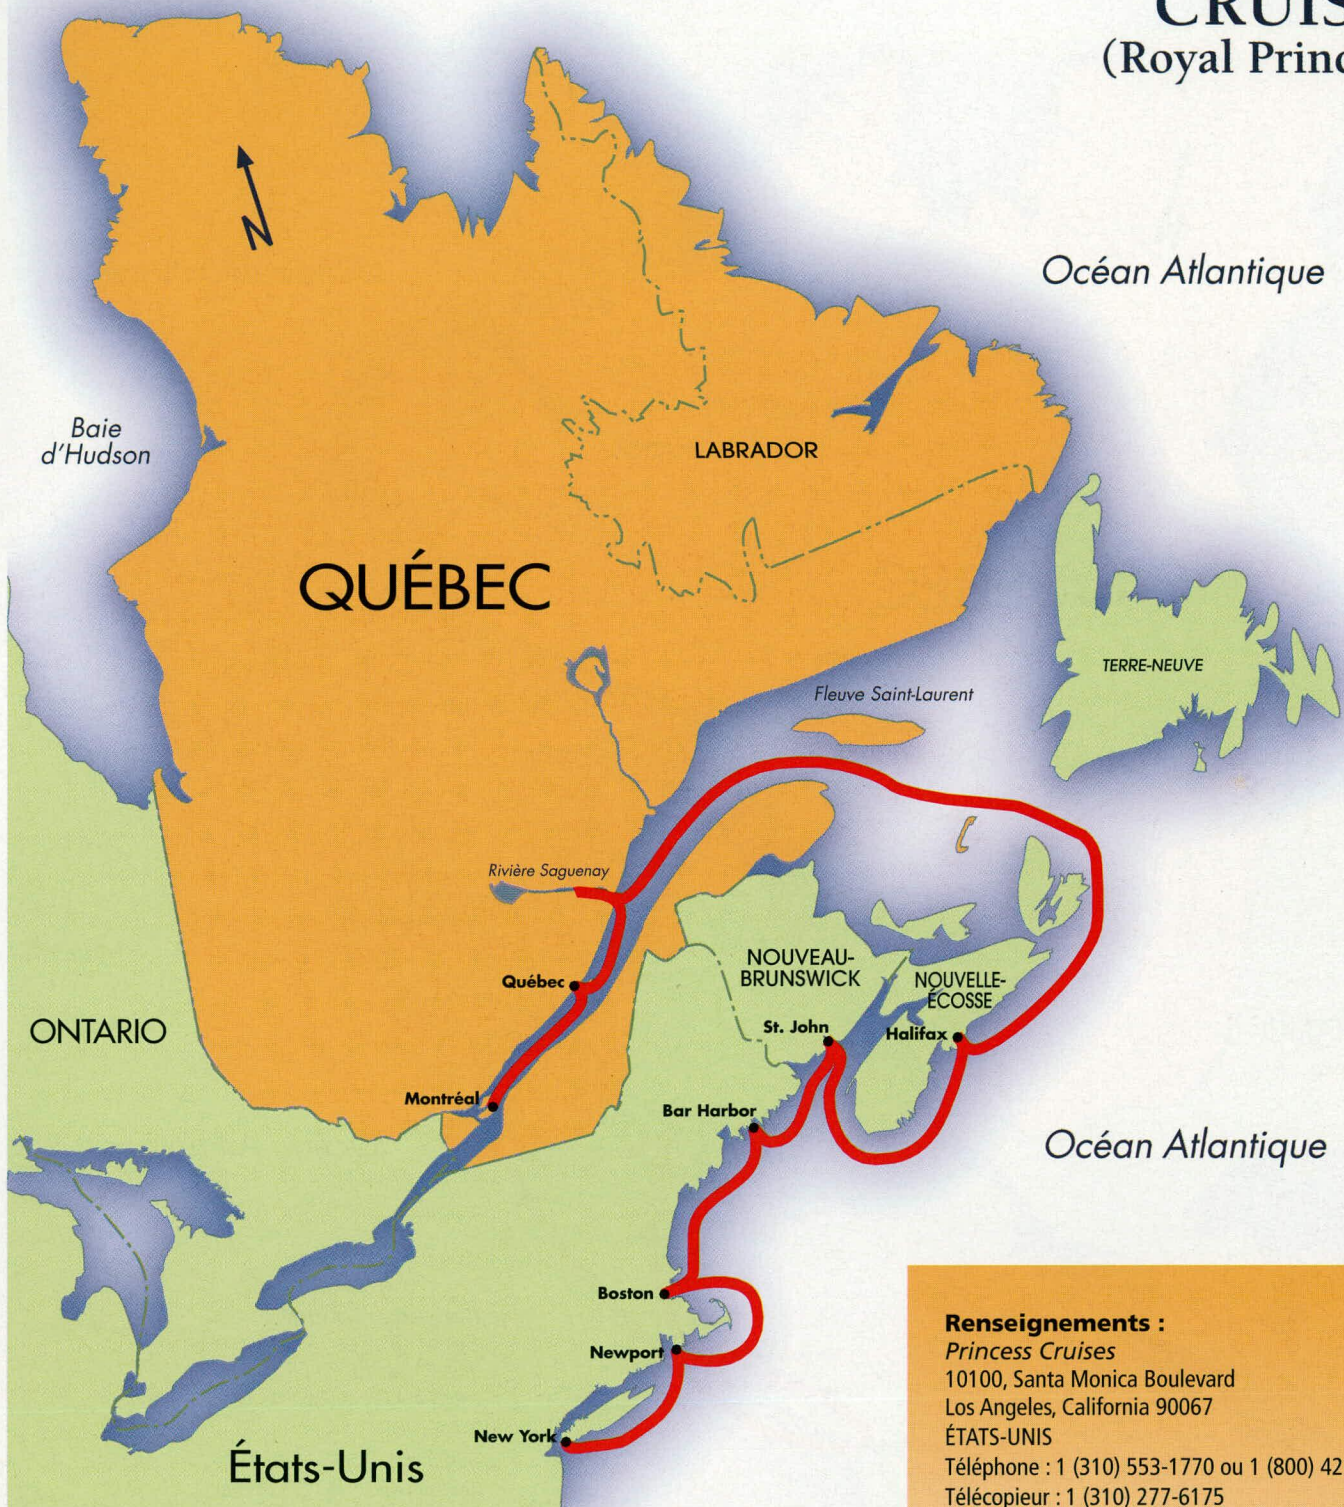 (Royal
N
Océan Atlantique
Baie
d'Hudson
LABRADOR
QUÉBEC
TERRE-NEUVE
Fleuve Saint-Laurent
Rivière Saguenay
NOUVEAU-
BRUNSWICK
NOUVELLE-
ÉCOSSE
Québec
ONTARIO
St. John
Halifax
Montréal
Bar Harbor
Océan Atlantique
Boston
Newport
New York
États-Unis
Renseignements :
Princess Cruises
10100, Santa Monica Boulevard
Los Angeles, California 90067
ÉTATS-UNIS
Téléphone : 1 (310) 553-1770 ou 1 (800) 42
Télécopieur : 1 (310) 277-6175